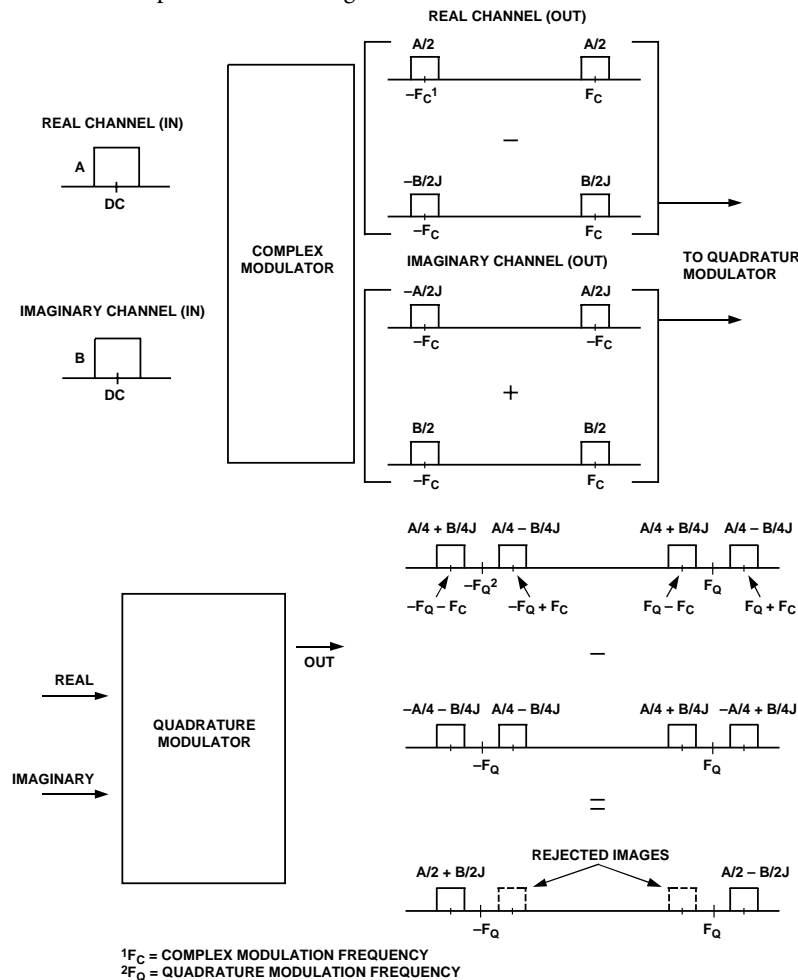 REAL CHANNEL (OUT)
A/2 A/2
–FC1 FC
REAL CHANNEL (IN)
A
DC
–
–B/2J B/2J
–FC FC
COMPLEX
MODULATOR
TO QUADRATURE
MODULATOR
IMAGINARY CHANNEL (OUT)
–A/2J A/2J
–FC –FC
IMAGINARY CHANNEL (IN)
B
DC
+
B/2 B/2
–FC FC
A/4 + B/4J A/4 – B/4J A/4 + B/4J A/4 – B/4J
–FQ2 FQ
–FQ – FC –FQ + FC FQ – FC FQ + FC
OUT
–
REAL
QUADRATURE
MODULATOR
IMAGINARY
–A/4 – B/4J A/4 – B/4J A/4 + B/4J –A/4 + B/4J
–FQ FQ
=
REJECTED IMAGES
A/2 + B/2J A/2 – B/2J
–FQ FQ
1FC = COMPLEX MODULATION FREQUENCY
2FQ = QUADRATURE MODULATION FREQUENCY